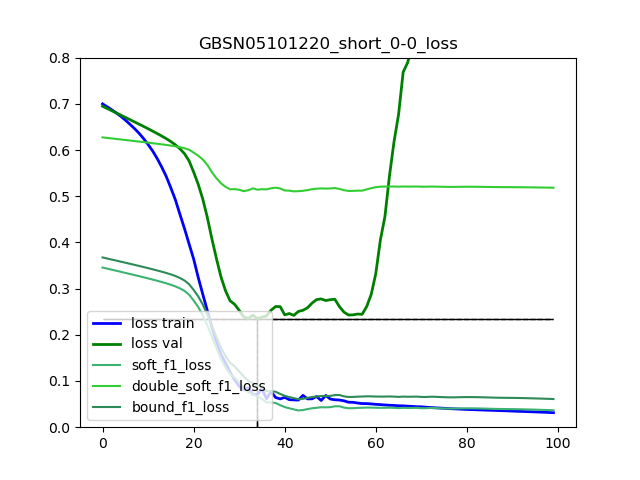 GBSN05101220_short_0-0_loss
0.8
0.7
0.6
0.5
0.4
0.3
0.2
0.1
0.0
loss train
loss val
soft_f1_loss
double_soft_f1_loss
bound_f1_loss
0 20 40 60 80 100